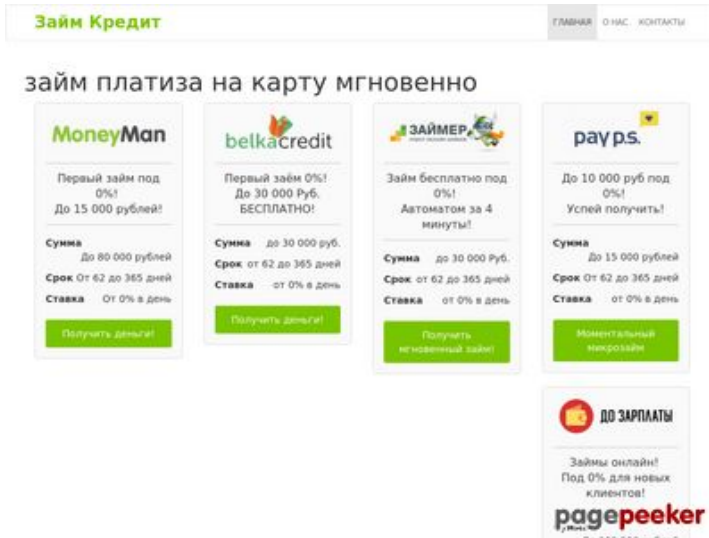 Займ Кредит
ГЛАВНАЯ О НАС КОНТАКТЫ
займ платиза на карту мгновенно
MoneyMan
Первый займ под
0%!
До 15 000 рублей!
Сумма
До 80 000 рублей
Срок От 62 до 365 дней
Ставка От 0% в день
Получить деньги!
belkacredit
Первый заём 0%!
До 30 000 Руб.
БЕСПЛАТНО!
Сумма до 30 000 руб.
Срок от 62 до 365 дней
Ставка от 0% в день
Получить деньги!
ЗАЙМЕР
Займ бесплатно под
0%!
Автоматом за 4
минуты!
Сумма до 30 000 Руб.
Срок от 62 до 365 дней
Ставка от 0% в день
Получить
мгновенный займ!
pay p.s.
До 10 000 руб под
0%!
Успей получить!
Сумма
До 15 000 рублей
Срок От 62 до 365 дней
Ставка от 0% в день
Моментальный
микрозайм
ДО ЗАРПЛАТЫ
Займы онлайн!
Под 0% для новых
клиентов!
pagepeeker